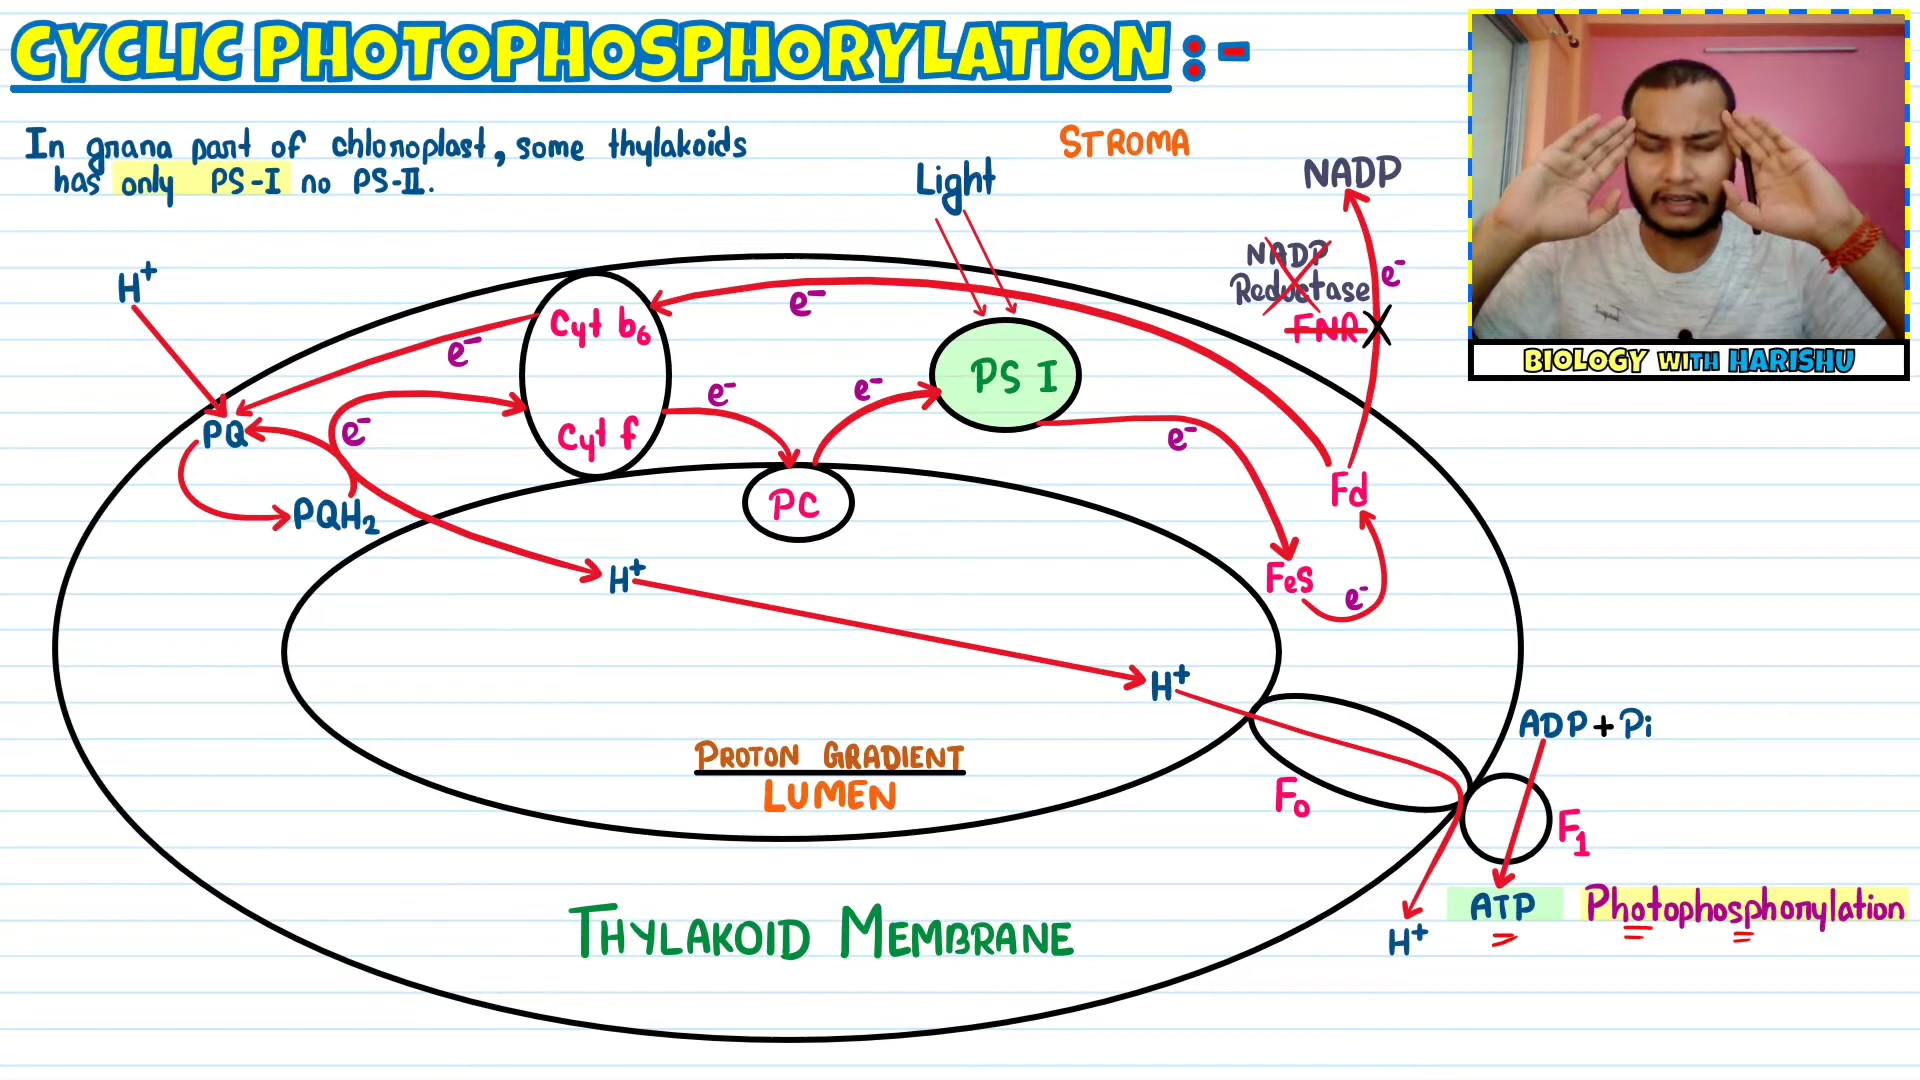 CYCLIC PHOTOPHOSPHORYLATION :-
In grana part of chloroplast, some thylakoids
has only PS-I no PS-II.
STROMA
Light
NADP
H⁺
NADP
Reductase
FNR
e⁻
e⁻
Cyt b₆
e⁻
PS I
BIOLOGY WITH HARISHU
PQ
e⁻
Cyt f
e⁻
e⁻
e⁻
PQH₂
PC
Fd
H⁺
FeS
e⁻
H⁺
PROTON GRADIENT
LUMEN
ADP + Pi
F₀
F₁
THYLAKOID MEMBRANE
H⁺
ATP
Photophosphorylation